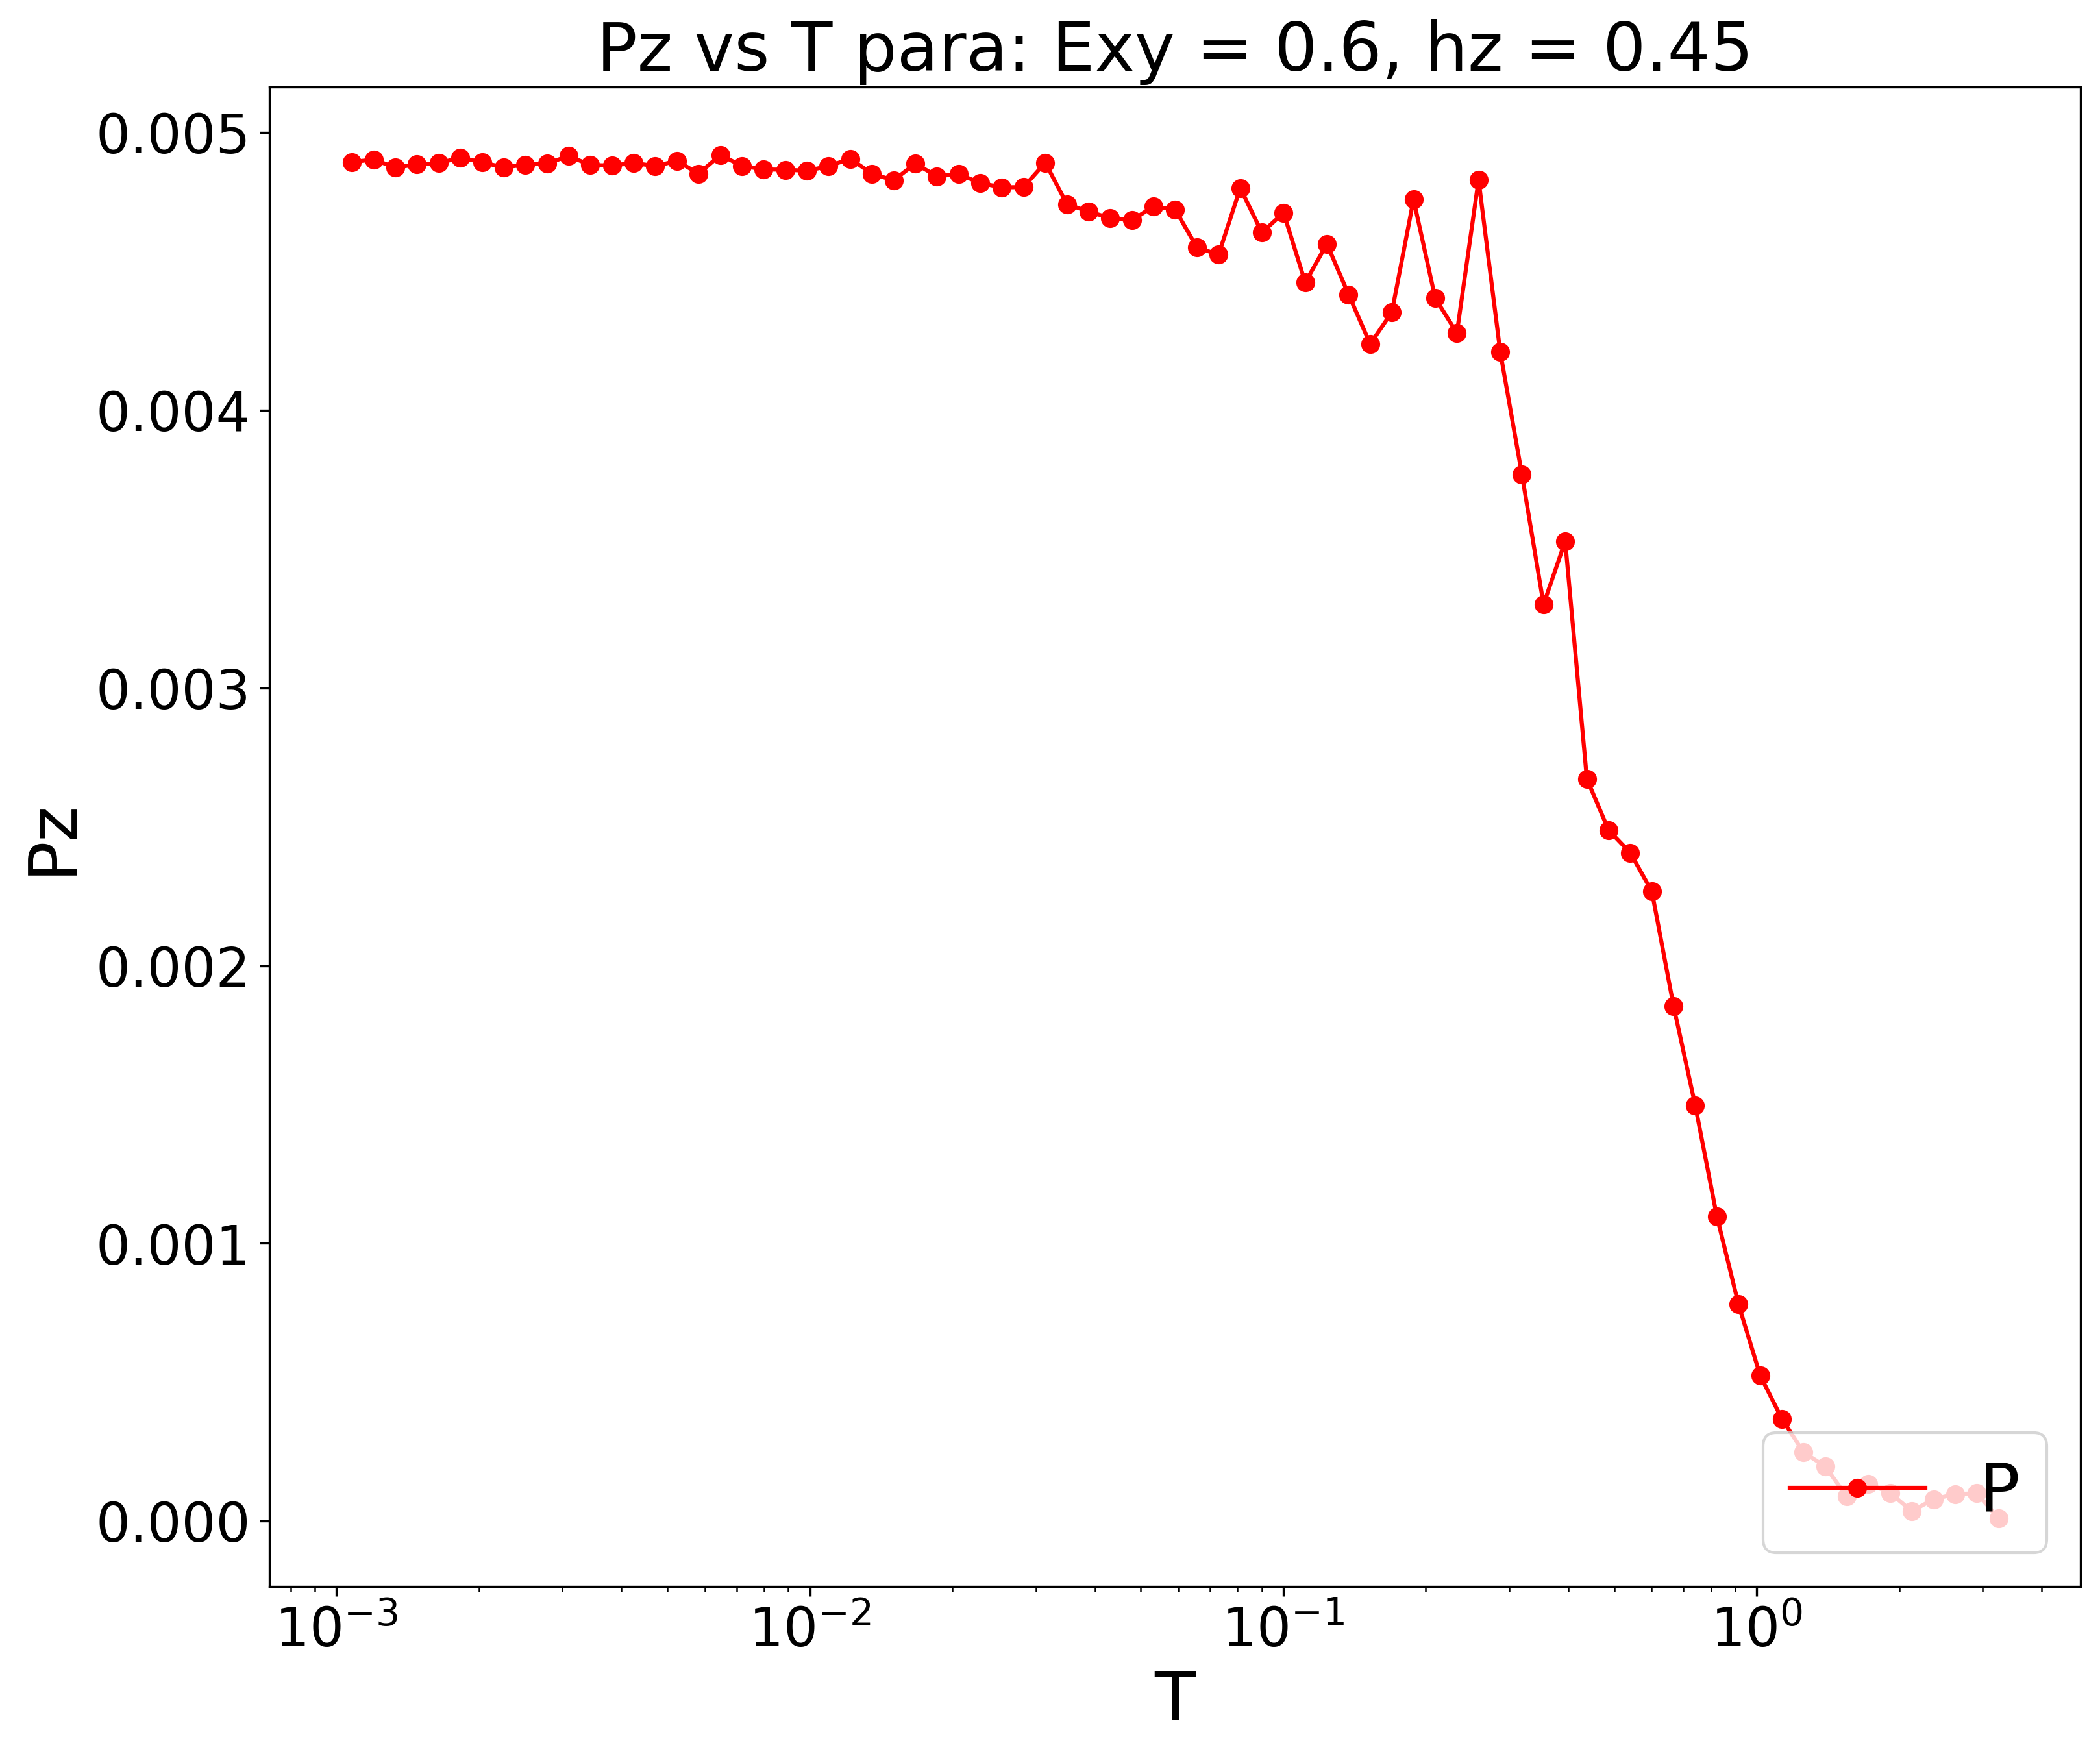 Pz vs T para: Exy = 0.6, hz = 0.45
0.005
0.004
0.003
0.002
0.001
0.000
Pz
P
10⁻³ 10⁻² 10⁻¹ 10⁰
T